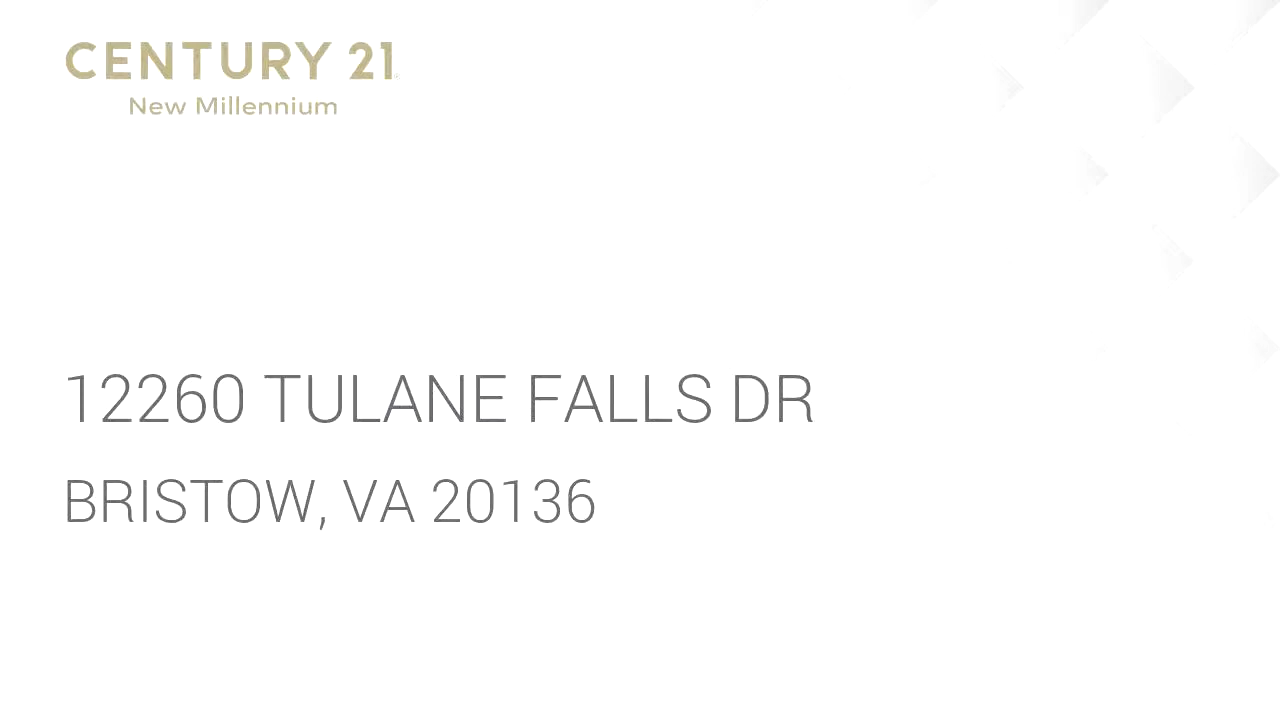 CENTURY 21
New Millennium
12260 TULANE FALLS DR
BRISTOW, VA 20136